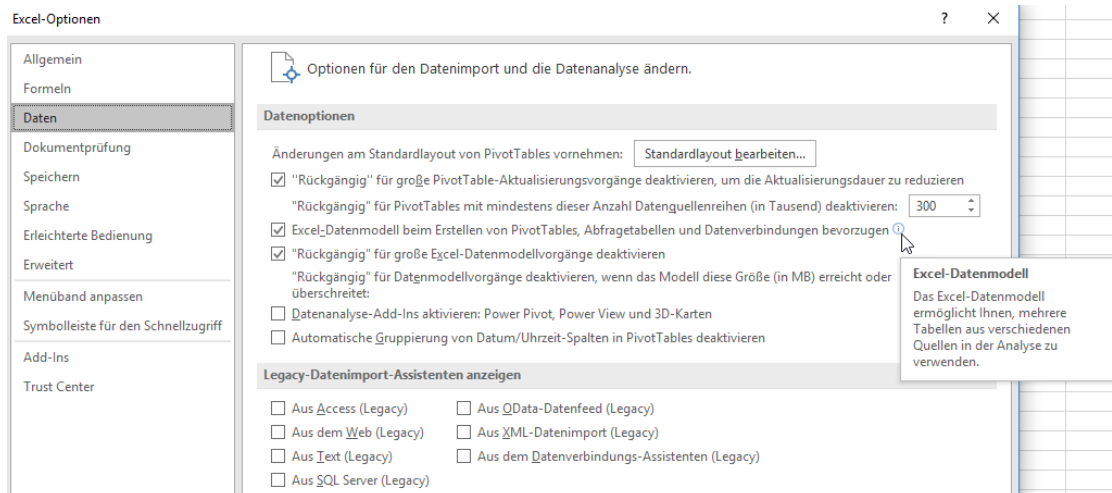 Excel-Optionen
?
×
Allgemein
Formeln
Daten
Dokumentprüfung
Speichern
Sprache
Erleichterte Bedienung
Erweitert
Menüband anpassen
Symbolleiste für den Schnellzugriff
Add-Ins
Trust Center
Optionen für den Datenimport und die Datenanalyse ändern.
Datenoptionen
Änderungen am Standardlayout von PivotTables vornehmen: Standardlayout bearbeiten...
"Rückgängig" für große PivotTable-Aktualisierungsvorgänge deaktivieren, um die Aktualisierungsdauer zu reduzieren
"Rückgängig" für PivotTables mit mindestens dieser Anzahl Datenquellenreihen (in Tausend) deaktivieren: 300
Excel-Datenmodell beim Erstellen von PivotTables, Abfragetabellen und Datenverbindungen bevorzugen
"Rückgängig" für große Excel-Datenmodellvorgänge deaktivieren
"Rückgängig" für Datenmodellvorgänge deaktivieren, wenn das Modell diese Größe (in MB) erreicht oder
überschreitet:
Datenanalyse-Add-Ins aktivieren: Power Pivot, Power View und 3D-Karten
Automatische Gruppierung von Datum/Uhrzeit-Spalten in PivotTables deaktivieren
Excel-Datenmodell
Das Excel-Datenmodell
ermöglicht Ihnen, mehrere
Tabellen aus verschiedenen
Quellen in der Analyse zu
verwenden.
Legacy-Datenimport-Assistenten anzeigen
Aus Access (Legacy) Aus OData-Datenfeed (Legacy)
Aus dem Web (Legacy) Aus XML-Datenimport (Legacy)
Aus Text (Legacy) Aus dem Datenverbindungs-Assistenten (Legacy)
Aus SQL Server (Legacy)